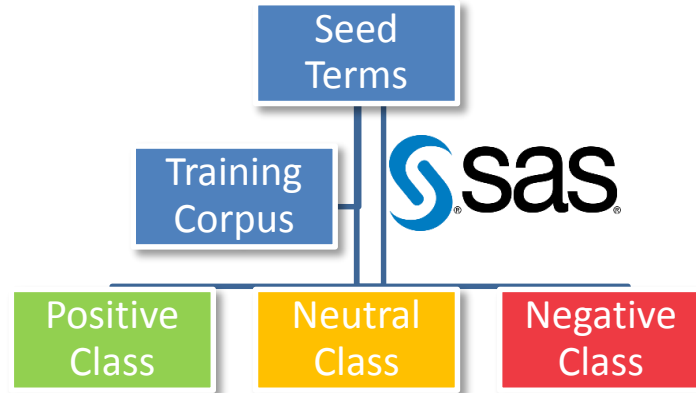 Seed
Terms
Training
Corpus
sas
Positive
Class
Neutral
Class
Negative
Class